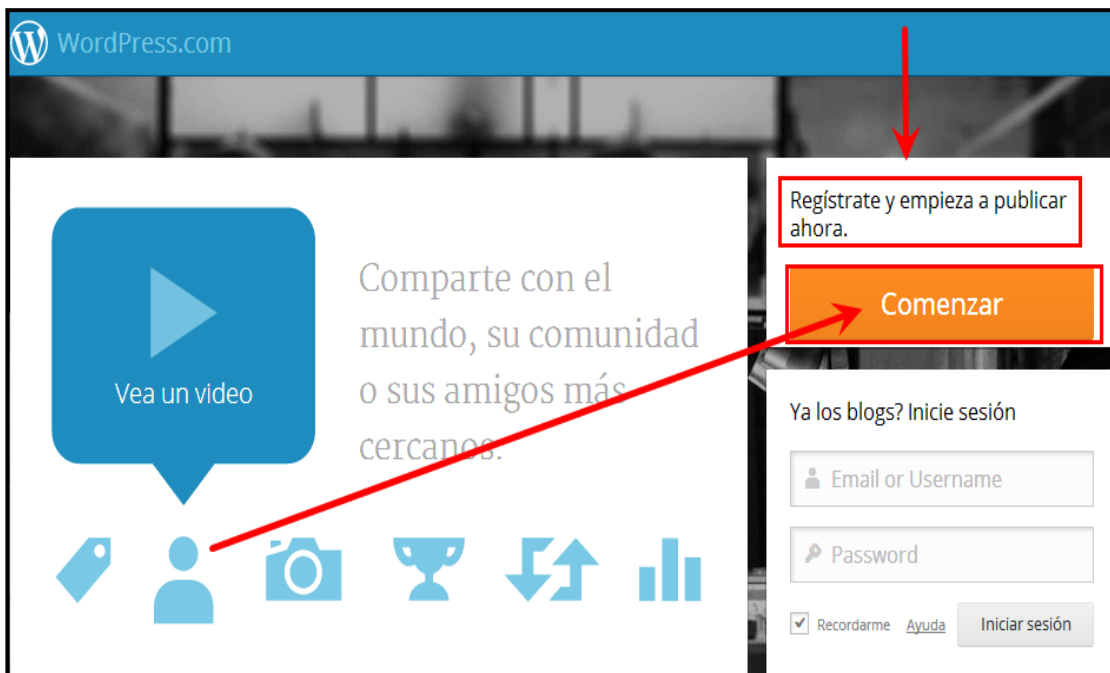 WordPress.com
Comparte con el
mundo, su comunidad
o sus amigos más
cercanos.
Vea un video
Regístrate y empieza a publicar
ahora.
Comenzar
Ya los blogs? Inicie sesión
Email or Username
Password
Recordarme Ayuda Iniciar sesión